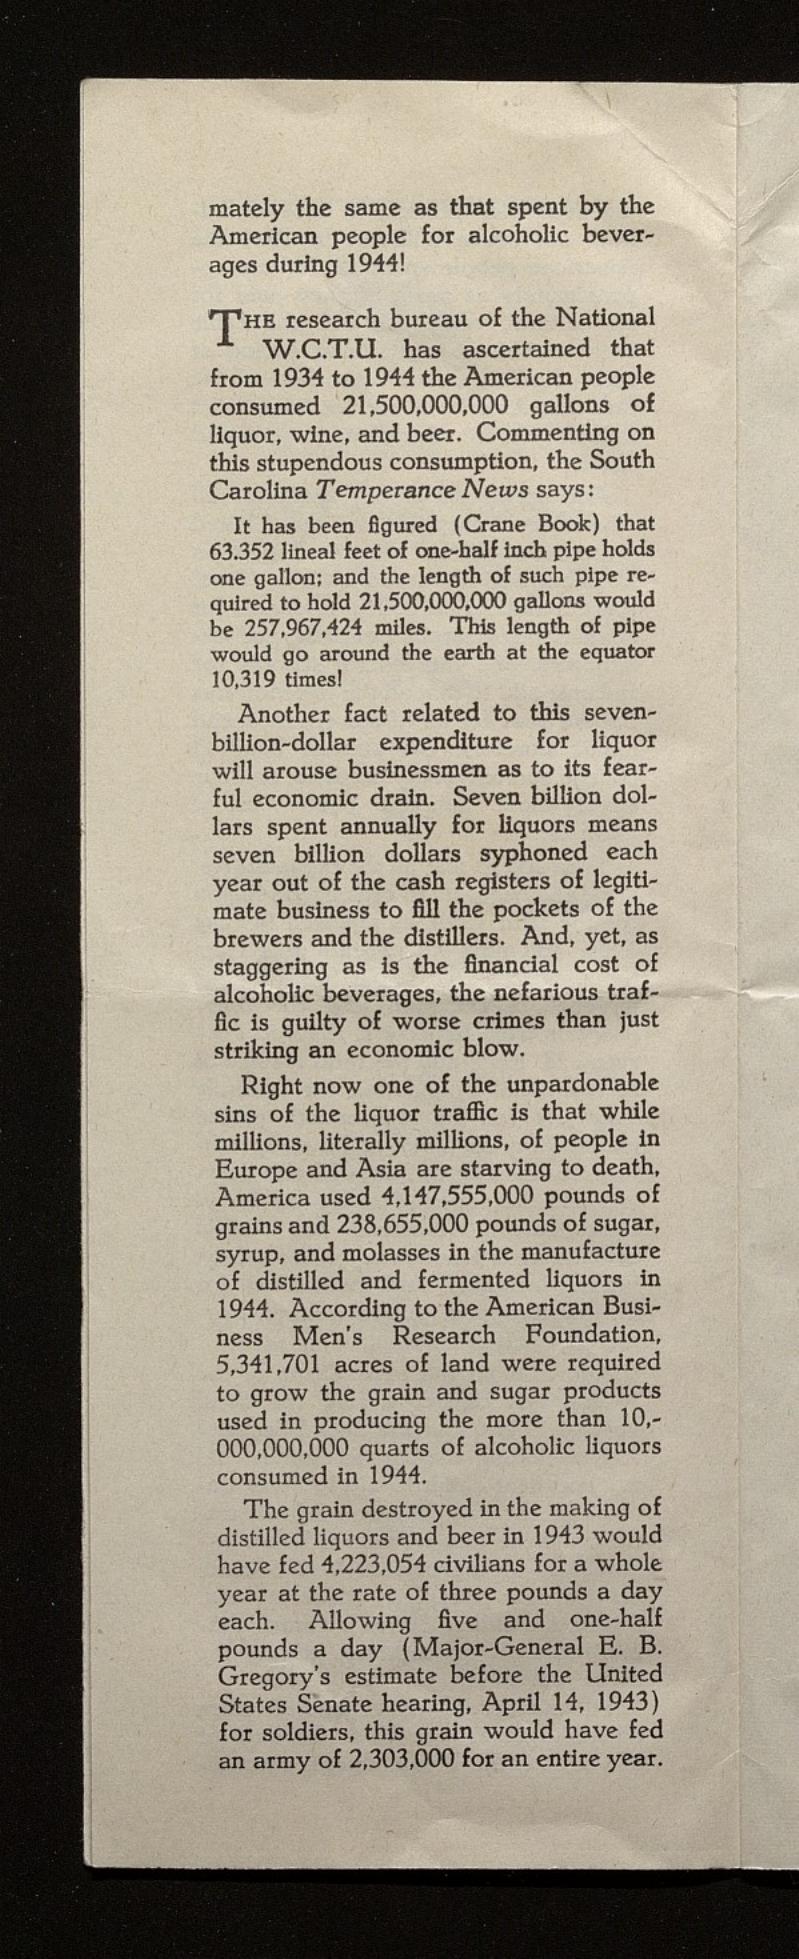 mately the same as that spent by the
American people for alcoholic bever-
ages during 1944!
THE research bureau of the National
W.C.T.U. has ascertained that
from 1934 to 1944 the American people
consumed 21,500,000,000 gallons of
liquor, wine, and beer. Commenting on
this stupendous consumption, the South
Carolina Temperance News says:
It has been figured (Crane Book) that
63.352 lineal feet of one-half inch pipe holds
one gallon; and the length of such pipe re-
quired to hold 21,500,000,000 gallons would
be 257,967,424 miles. This length of pipe
would go around the earth at the equator
10,319 times!
Another fact related to this seven-
billion-dollar expenditure for liquor
will arouse businessmen as to its fear-
ful economic drain. Seven billion dol-
lars spent annually for liquors means
seven billion dollars syphoned each
year out of the cash registers of legiti-
mate business to fill the pockets of the
brewers and the distillers. And, yet, as
staggering as is the financial cost of
alcoholic beverages, the nefarious traf-
fic is guilty of worse crimes than just
striking an economic blow.
Right now one of the unpardonable
sins of the liquor traffic is that while
millions, literally millions, of people in
Europe and Asia are starving to death,
America used 4,147,555,000 pounds of
grains and 238,655,000 pounds of sugar,
syrup, and molasses in the manufacture
of distilled and fermented liquors in
1944. According to the American Busi-
ness Men's Research Foundation,
5,341,701 acres of land were required
to grow the grain and sugar products
used in producing the more than 10,-
000,000,000 quarts of alcoholic liquors
consumed in 1944.
The grain destroyed in the making of
distilled liquors and beer in 1943 would
have fed 4,223,054 civilians for a whole
year at the rate of three pounds a day
each. Allowing five and one-half
pounds a day (Major-General E. B.
Gregory's estimate before the United
States Senate hearing, April 14, 1943)
for soldiers, this grain would have fed
an army of 2,303,000 for an entire year.